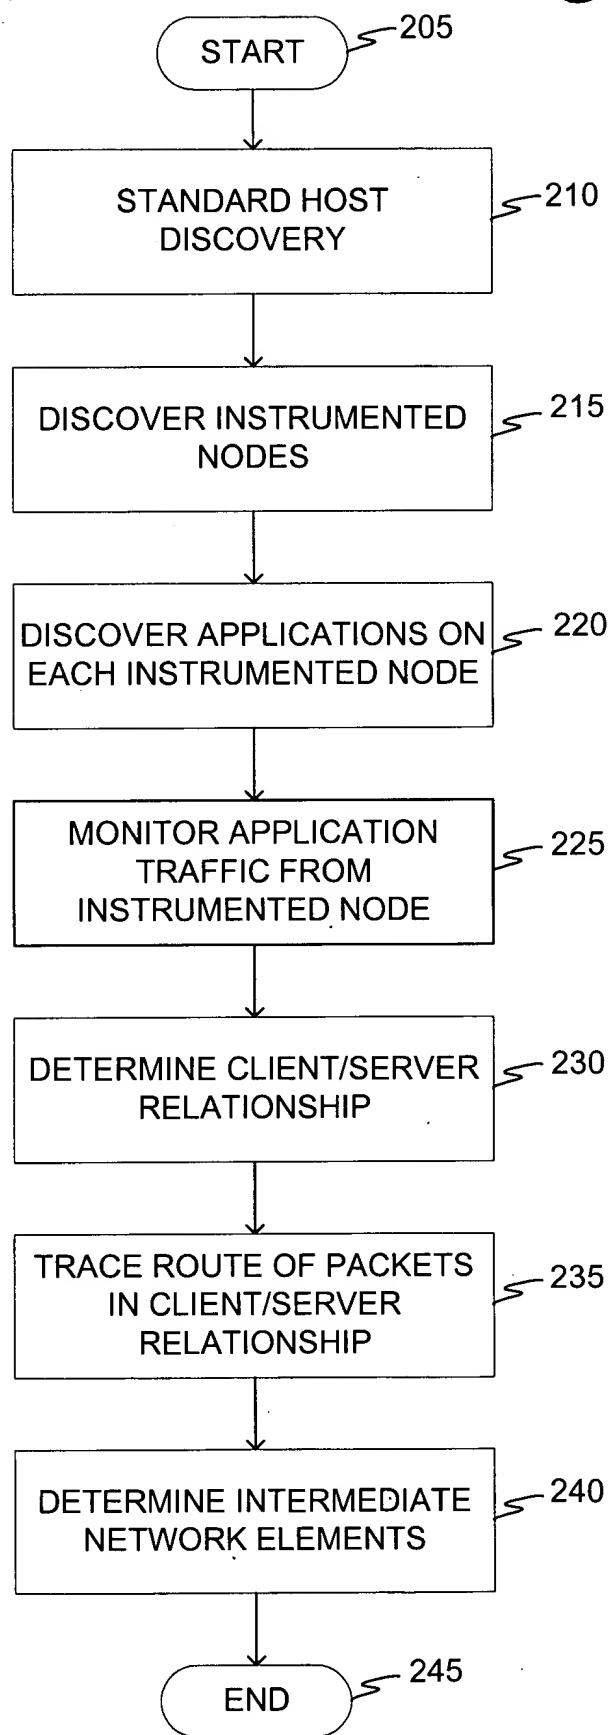 START
205
STANDARD HOST
DISCOVERY
210
DISCOVER INSTRUMENTED
NODES
215
DISCOVER APPLICATIONS ON
EACH INSTRUMENTED NODE
220
MONITOR APPLICATION
TRAFFIC FROM
INSTRUMENTED NODE
225
DETERMINE CLIENT/SERVER
RELATIONSHIP
230
TRACE ROUTE OF PACKETS
IN CLIENT/SERVER
RELATIONSHIP
235
DETERMINE INTERMEDIATE
NETWORK ELEMENTS
240
END
245